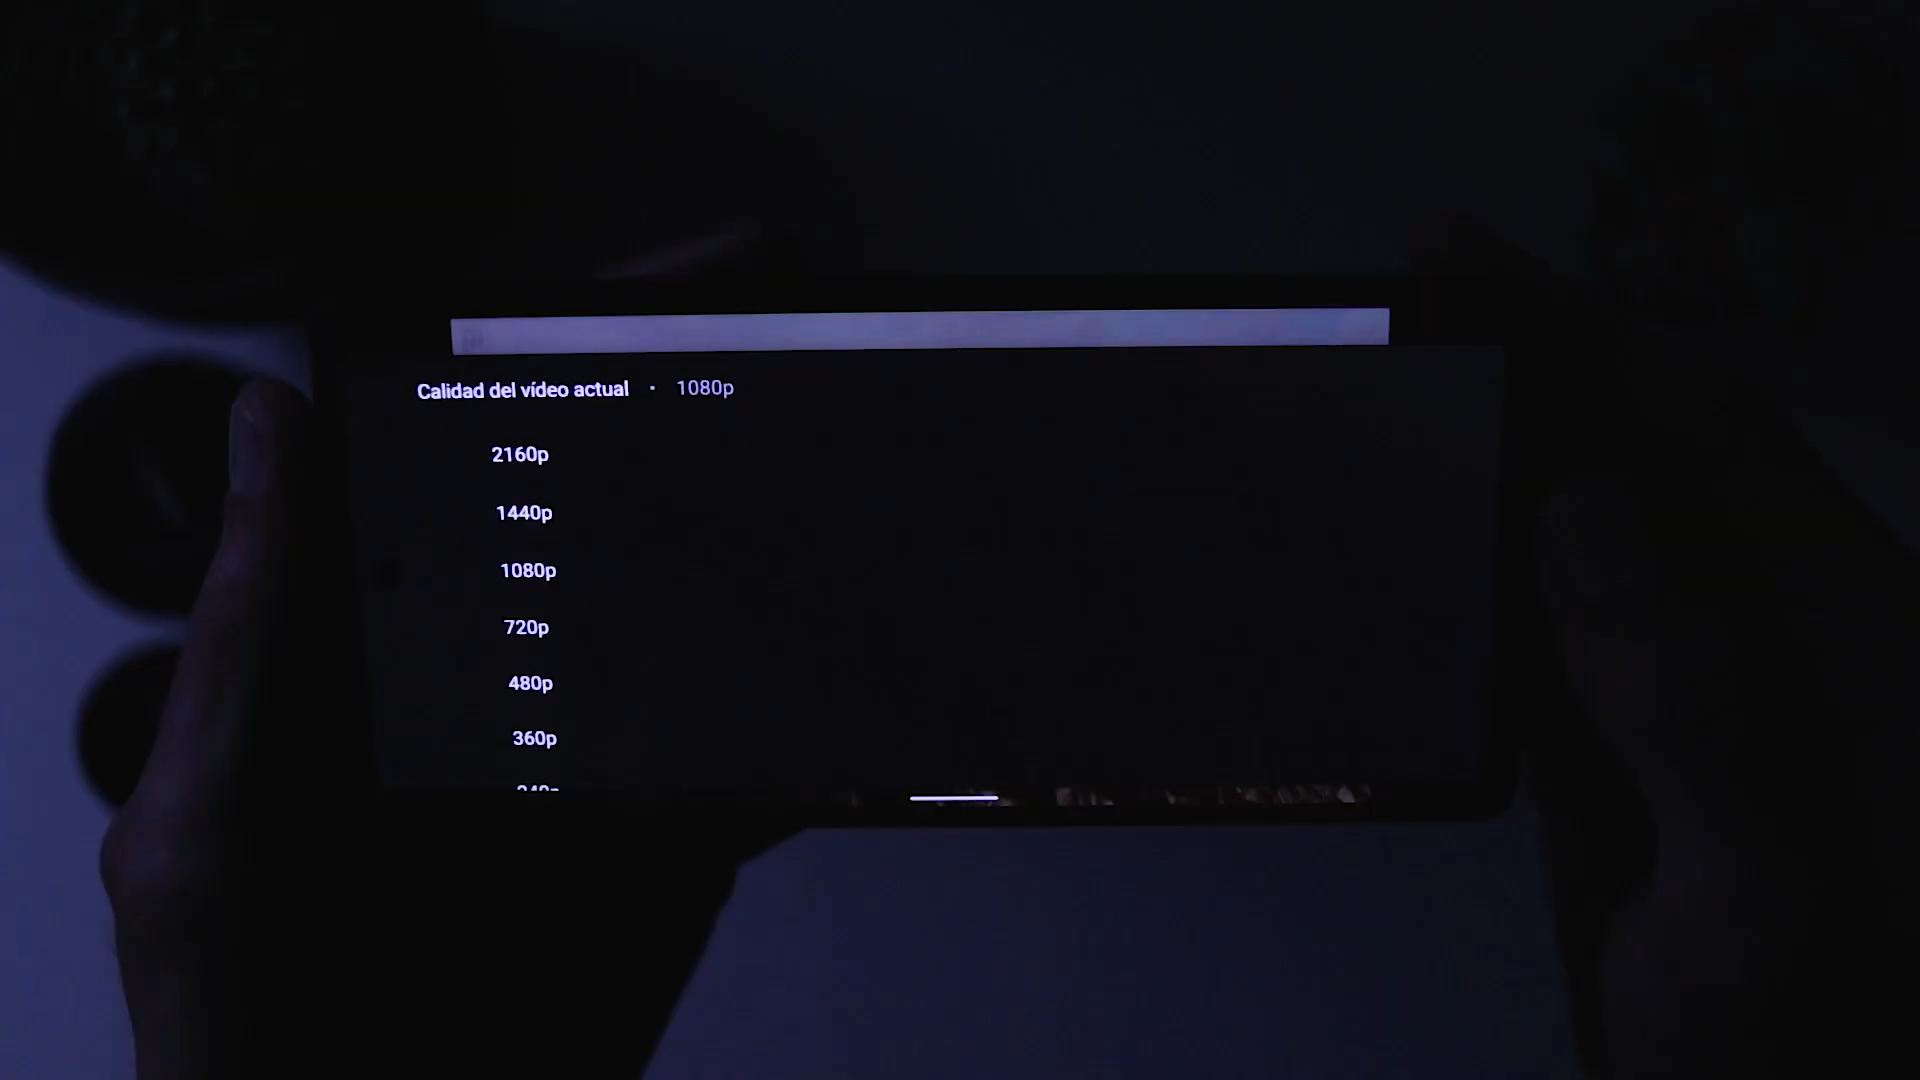 Calidad del vídeo actual · 1080p
2160p
1440p
1080p
720p
480p
360p